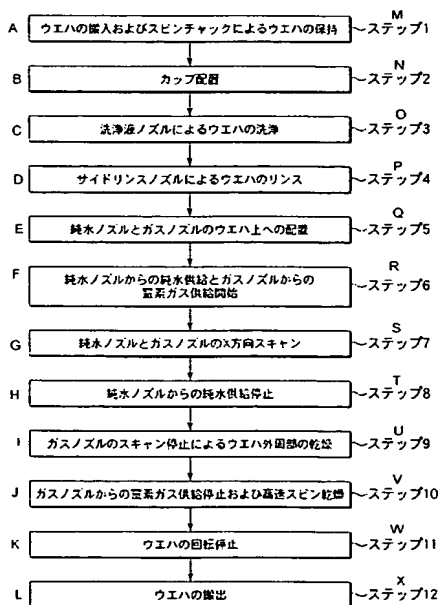 M
A ウエハの搬入およびスピンチャックによるウエハの保持 ステップ1
N
B カップ配置 ステップ2
O
C 洗浄液ノズルによるウエハの洗浄 ステップ3
P
D サイドリンスノズルによるウエハのリンス ステップ4
Q
E 純水ノズルとガスノズルのウエハ上への配置 ステップ5
R
F 純水ノズルからの純水供給とガスノズルからの
窒素ガス供給開始 ステップ6
S
G 純水ノズルとガスノズルのX方向スキャン ステップ7
T
H 純水ノズルからの純水供給停止 ステップ8
U
I ガスノズルのスキャン停止によるウエハ外周部の乾燥 ステップ9
V
J ガスノズルからの窒素ガス供給停止および高速スピン乾燥 ステップ10
W
K ウエハの回転停止 ステップ11
X
L ウエハの搬出 ステップ12